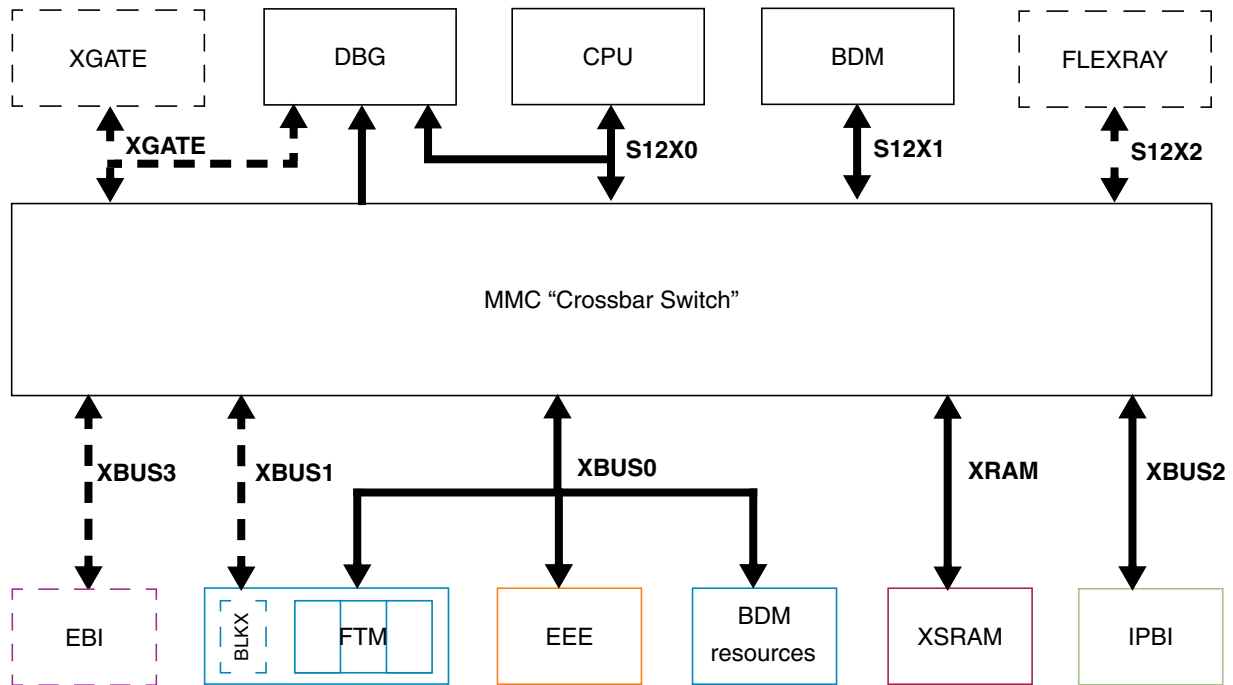 XGATE
DBG
CPU
BDM
FLEXRAY
XGATE
S12X0
S12X1
S12X2
MMC “Crossbar Switch”
XBUS3
XBUS1
XBUS0
XRAM
XBUS2
EBI
BLKX
FTM
EEE
BDM
resources
XSRAM
IPBI